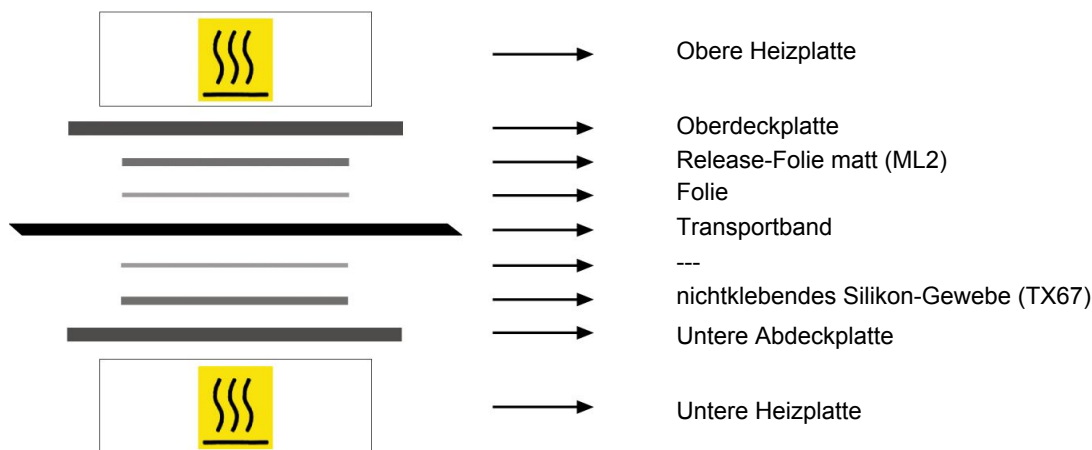 Obere Heizplatte
Oberdeckplatte
Release-Folie matt (ML2)
Folie
Transportband
---
nichtklebendes Silikon-Gewebe (TX67)
Untere Abdeckplatte
Untere Heizplatte